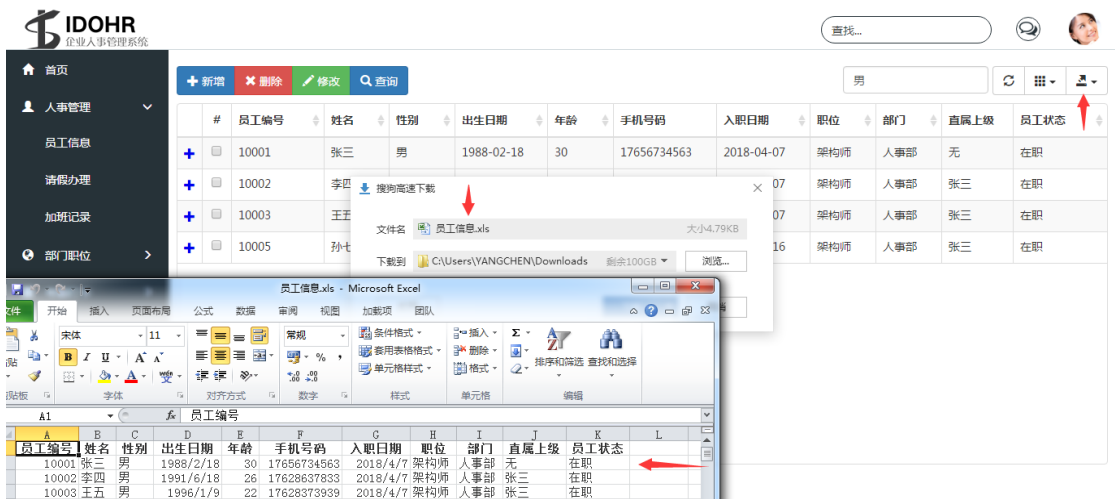 IDOHR
企业人事管理系统
查找...
首页
人事管理
员工信息
请假办理
加班记录
部门职位
新增 删除 修改 查询
男
# 员工编号 姓名 性别 出生日期 年龄 手机号码 入职日期 职位 部门 直属上级 员工状态
10001 张三 男 1988-02-18 30 17656734563 2018-04-07 架构师 人事部 无 在职
10002 李四 07 架构师 人事部 张三 在职
10003 王五 07 架构师 人事部 张三 在职
10005 孙七 16 架构师 人事部 张三 在职
搜狗高速下载
文件名 员工信息.xls 大小4.79KB
下载到 C:\Users\YANGCHEN\Downloads 剩余100GB 浏览...
员工信息.xls - Microsoft Excel
文件 开始 插入 页面布局 公式 数据 审阅 视图 加载项 团队
宋体 11 常规 条件格式 插入 Σ
B I U A A % , 套用表格格式 删除 排序和筛选 查找和选择
粘贴 A 单元格样式 格式
剪贴板 字体 对齐方式 数字 样式 单元格 编辑
A1 fx 员工编号
A B C D E F G H I J K L
员工编号 姓名 性别 出生日期 年龄 手机号码 入职日期 职位 部门 直属上级 员工状态
10001 张三 男 1988/2/18 30 17656734563 2018/4/7 架构师 人事部 无 在职
10002 李四 男 1991/6/18 26 17628637833 2018/4/7 架构师 人事部 张三 在职
10003 王五 男 1996/1/9 22 17628373939 2018/4/7 架构师 人事部 张三 在职